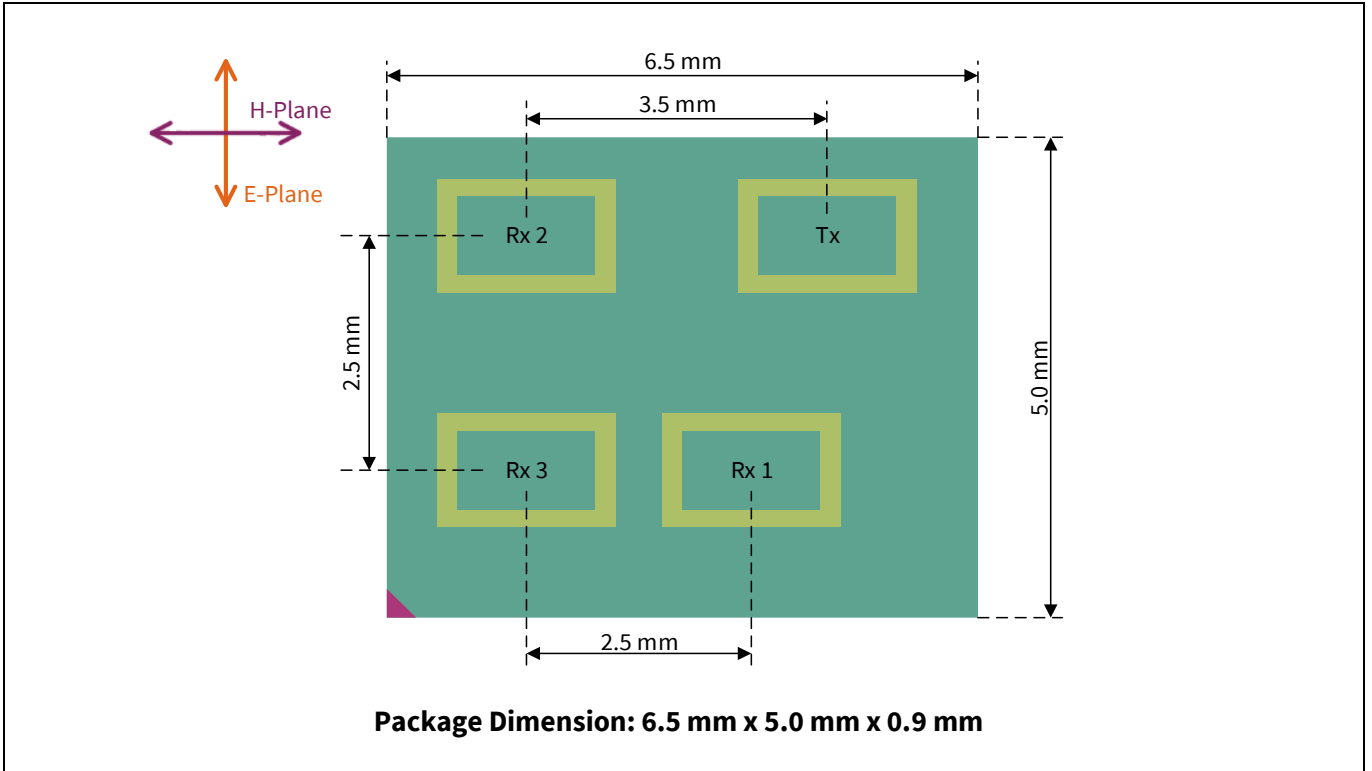 6.5 mm
3.5 mm
H-Plane
E-Plane
Rx 2
Tx
2.5 mm
5.0 mm
Rx 3
Rx 1
2.5 mm
Package Dimension: 6.5 mm x 5.0 mm x 0.9 mm